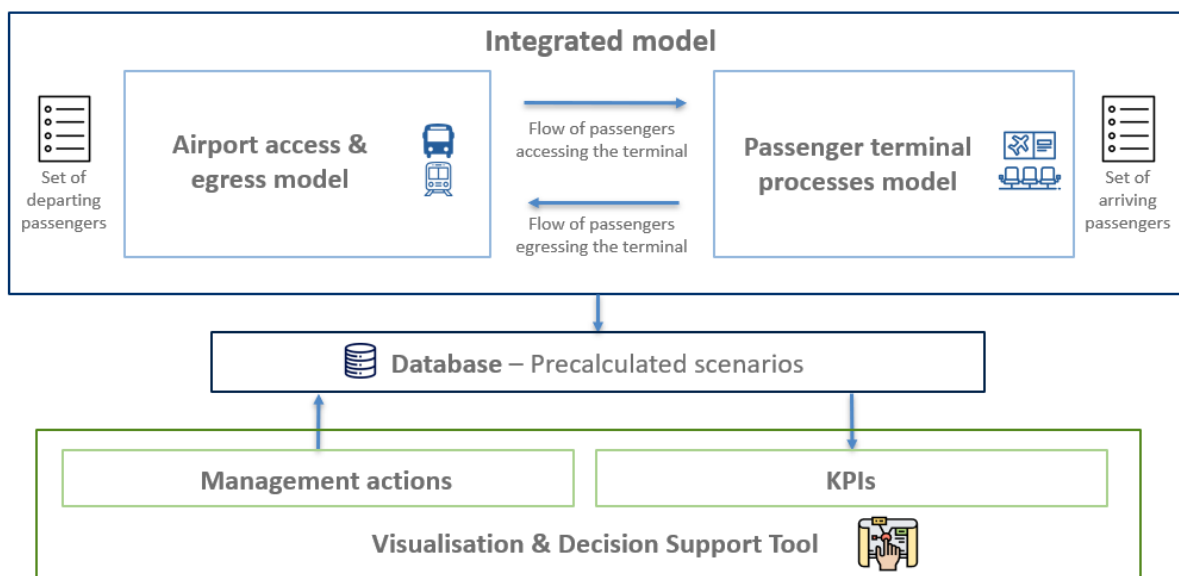 Integrated model
Set of
departing
passengers
Airport access &
egress model
Flow of passengers
accessing the terminal
Flow of passengers
egressing the terminal
Passenger terminal
processes model
Set of
arriving
passengers
Database – Precalculated scenarios
Management actions
KPIs
Visualisation & Decision Support Tool